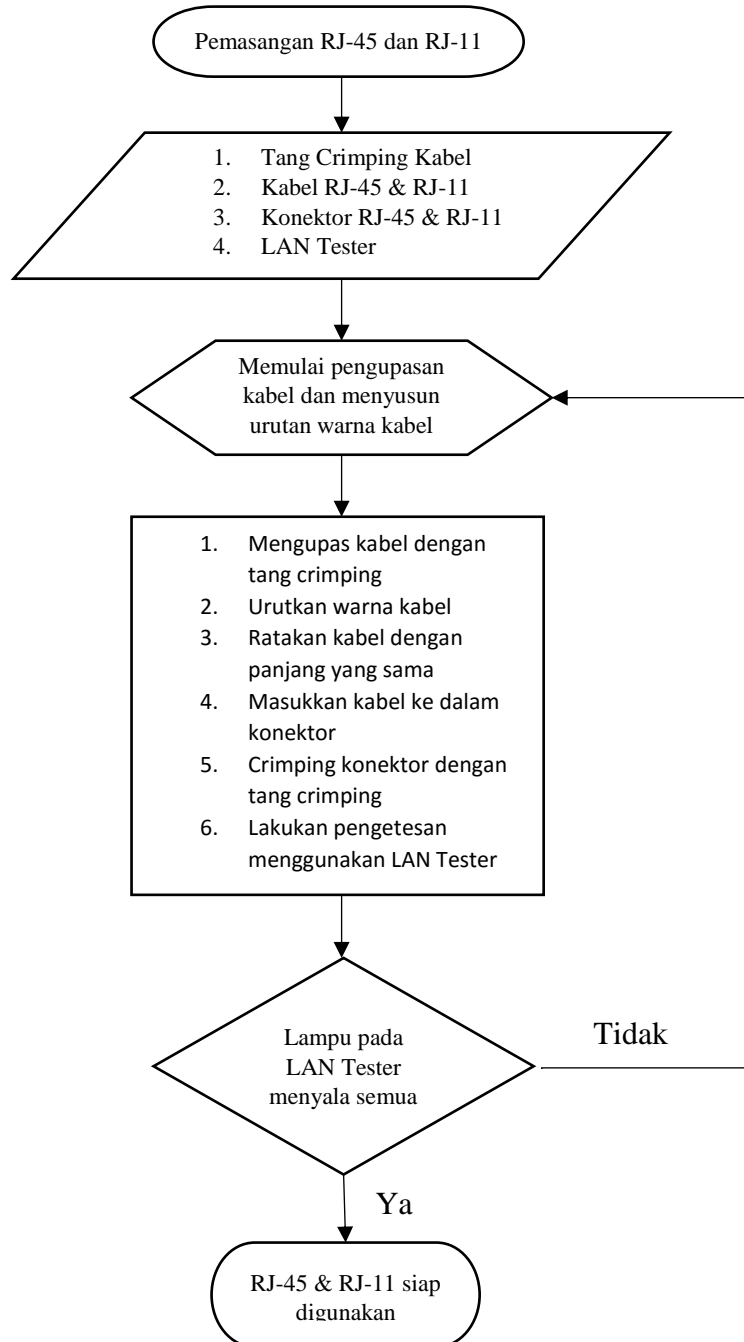 Pemasangan RJ-45 dan RJ-11
1. Tang Crimping Kabel
2. Kabel RJ-45 & RJ-11
3. Konektor RJ-45 & RJ-11
4. LAN Tester
Memulai pengupasan
kabel dan menyusun
urutan warna kabel
1. Mengupas kabel dengan
tang crimping
2. Urutkan warna kabel
3. Ratakan kabel dengan
panjang yang sama
4. Masukkan kabel ke dalam
konektor
5. Crimping konektor dengan
tang crimping
6. Lakukan pengetesan
menggunakan LAN Tester
Lampu pada
LAN Tester
menyala semua
Tidak
Ya
RJ-45 & RJ-11 siap
digunakan